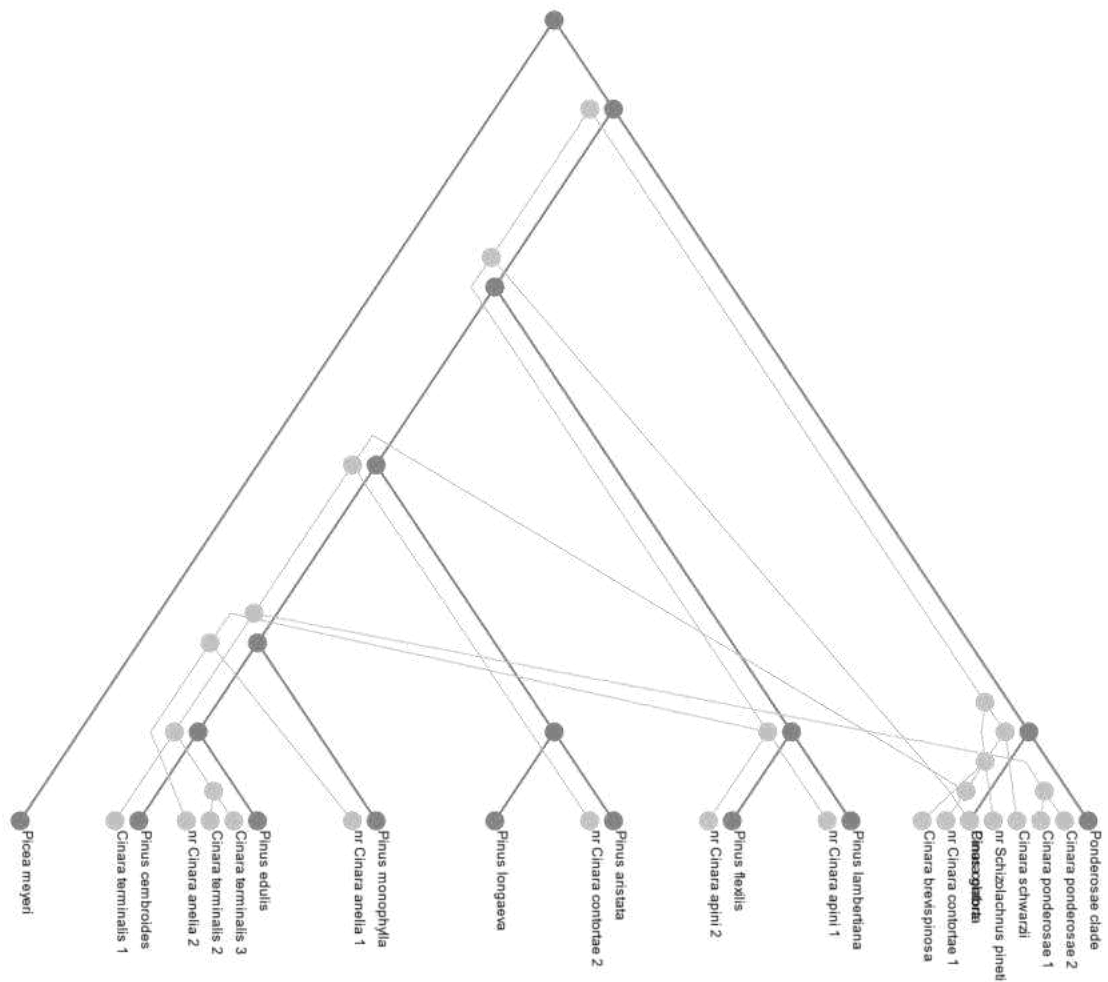 Picea meyeri
Cinara terminalis 1
Pinus cembroides
nr Cinara anelia 2
Cinara terminalis 2
Cinara terminalis 3
Pinus edulis
nr Cinara anelia 1
Pinus monophylla
Pinus longaeva
nr Cinara contortae 2
Pinus aristata
nr Cinara apini 2
Pinus flexilis
nr Cinara apini 1
Pinus lambertiana
Cinara brevispinosa
nr Cinara contortae 1
nr Schizolachnus pineti
Cinara schwarzii
Cinara ponderosae 1
Cinara ponderosae 2
Ponderosae clade